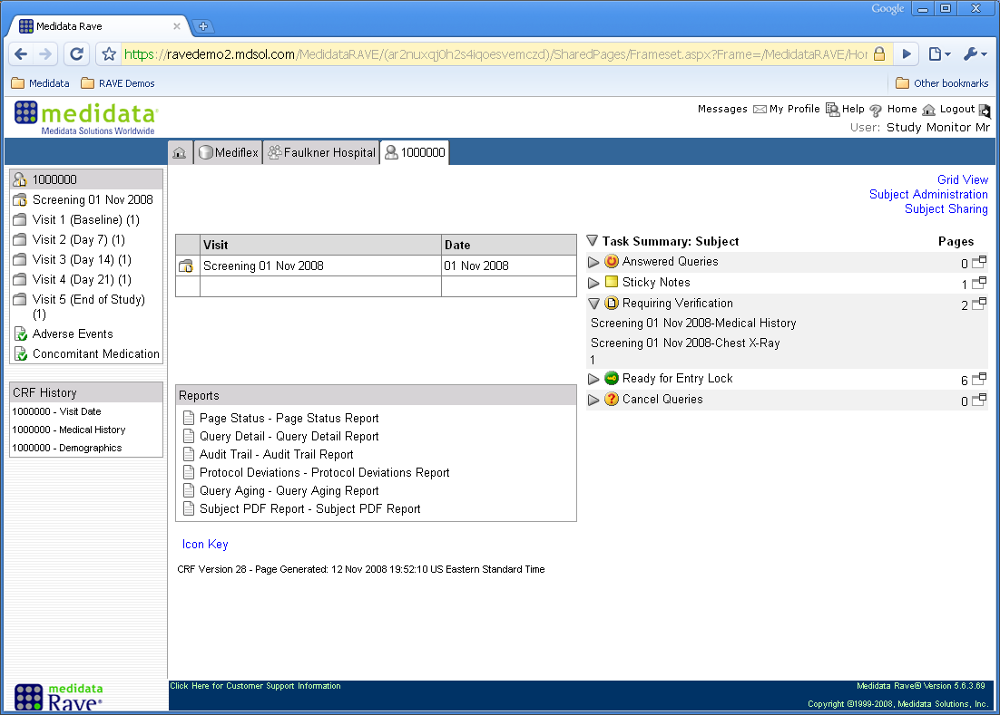 Google
Medidata Rave
https://ravedemo2.mdsol.com/MedidataRAVE/(ar2nuxqj0h2s4iqoesvemczd)/SharedPages/Frameset.aspx?Frame=/MedidataRAVE/Hor
Medidata
RAVE Demos
Other bookmarks
medidata
Medidata Solutions Worldwide
Messages My Profile Help Home Logout
User: Study Monitor Mr
Mediflex Faulkner Hospital 1000000
1000000
Screening 01 Nov 2008
Visit 1 (Baseline) (1)
Visit 2 (Day 7) (1)
Visit 3 (Day 14) (1)
Visit 4 (Day 21) (1)
Visit 5 (End of Study)
(1)
Adverse Events
Concomitant Medication
CRF History
1000000 - Visit Date
1000000 - Medical History
1000000 - Demographics
Grid View
Subject Administration
Subject Sharing
Visit Date
Screening 01 Nov 2008 01 Nov 2008
Task Summary: Subject Pages
Answered Queries 0
Sticky Notes 1
Requiring Verification 2
Screening 01 Nov 2008-Medical History
Screening 01 Nov 2008-Chest X-Ray
1
Ready for Entry Lock 6
Cancel Queries 0
Reports
Page Status - Page Status Report
Query Detail - Query Detail Report
Audit Trail - Audit Trail Report
Protocol Deviations - Protocol Deviations Report
Query Aging - Query Aging Report
Subject PDF Report - Subject PDF Report
Icon Key
CRF Version 28 - Page Generated: 12 Nov 2008 19:52:10 US Eastern Standard Time
medidata
Rave®
Click Here for Customer Support Information
Medidata Rave® Version 5.6.3.69
Copyright ©1999-2008, Medidata Solutions, Inc.